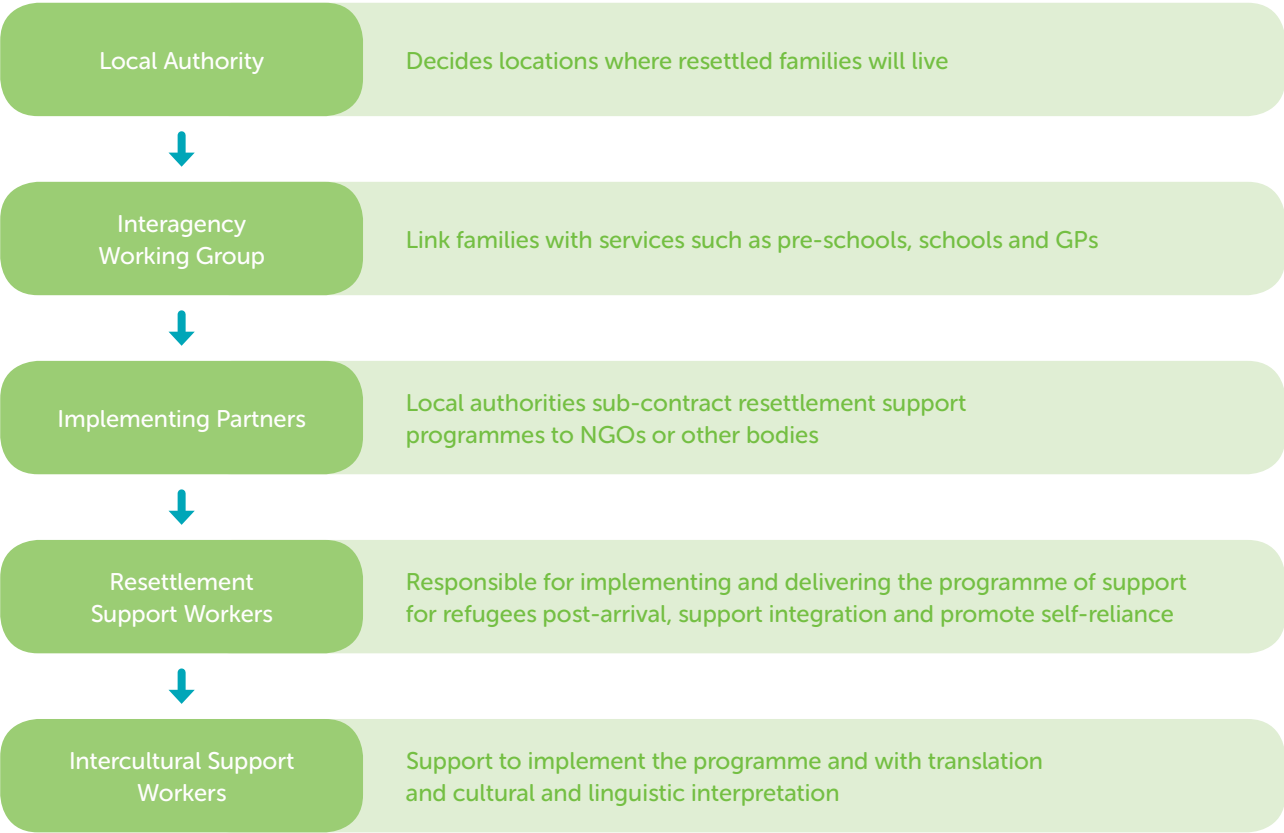 Local Authority
Decides locations where resettled families will live
Interagency
Working Group
Link families with services such as pre-schools, schools and GPs
Implementing Partners
Local authorities sub-contract resettlement support
programmes to NGOs or other bodies
Resettlement
Support Workers
Responsible for implementing and delivering the programme of support
for refugees post-arrival, support integration and promote self-reliance
Intercultural Support
Workers
Support to implement the programme and with translation
and cultural and linguistic interpretation